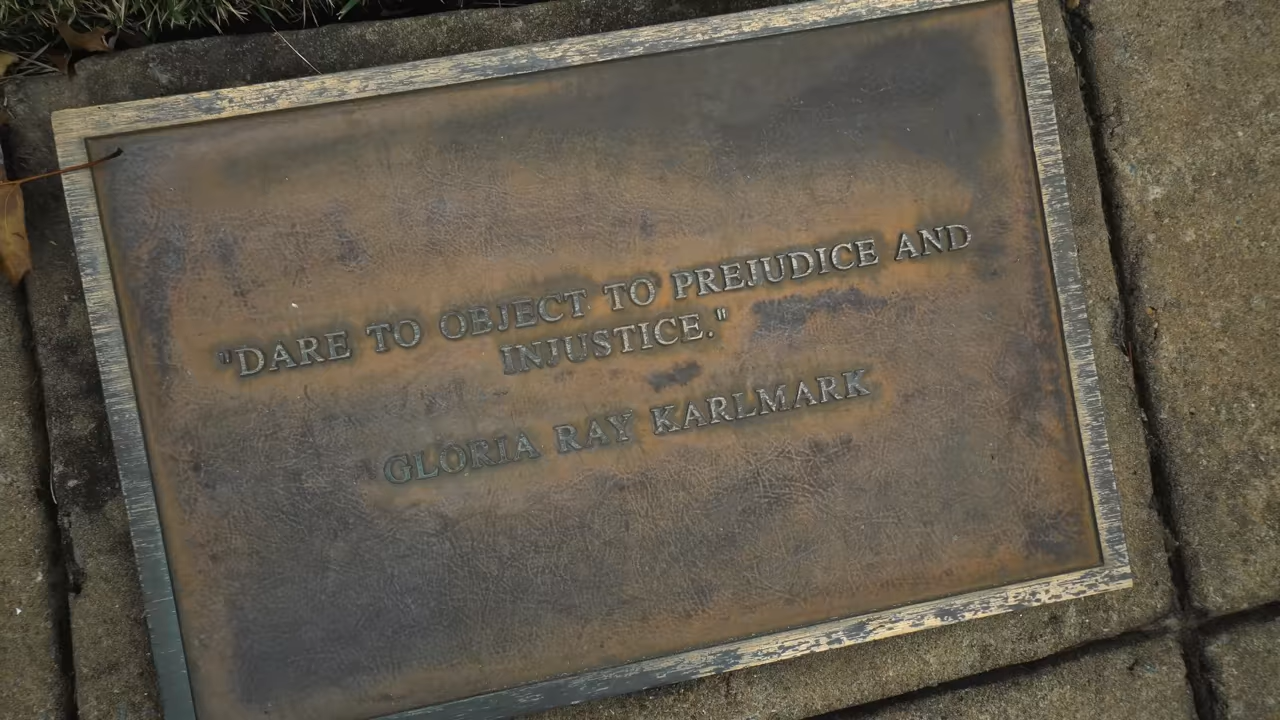 "DARE TO OBJECT TO PREJUDICE AND
INJUSTICE."
GLORIA RAY KARLMARK